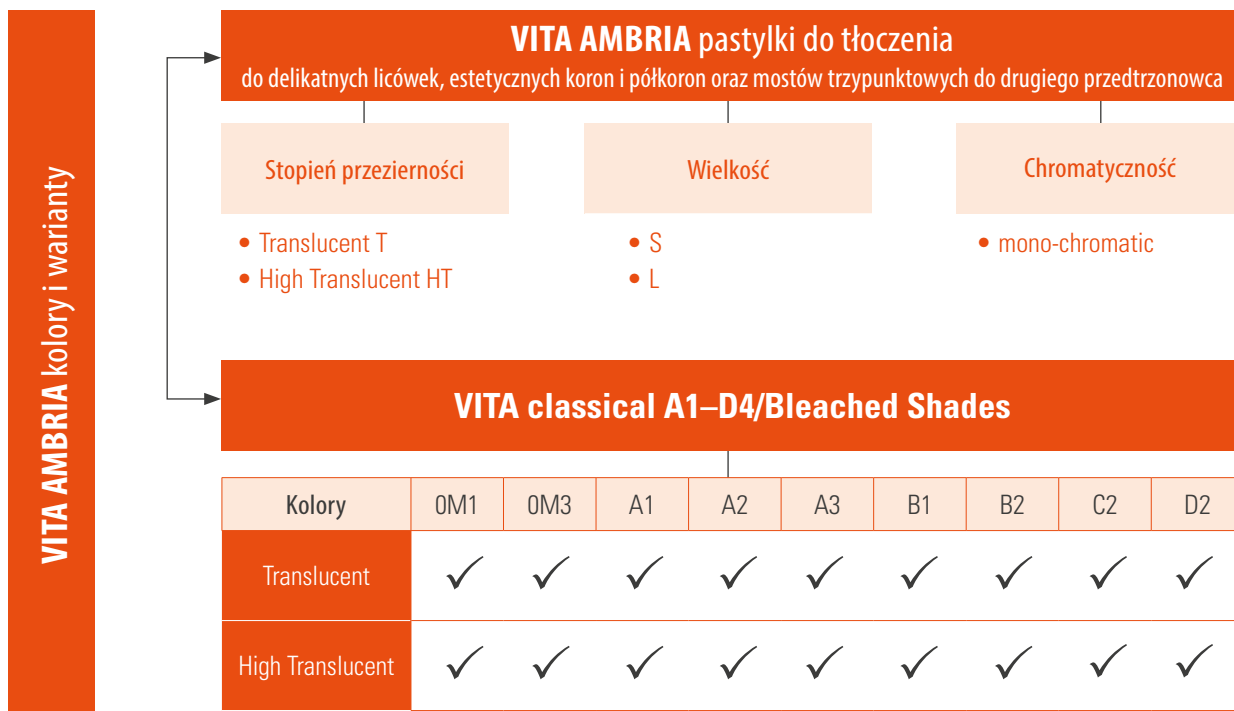 VITA AMBRIA kolory i warianty
VITA AMBRIA pastylki do tłoczenia
do delikatnych licówek, estetycznych koron i półkoron oraz mostów trzypunktowych do drugiego przedtrzonowca
Stopień przezierności
• Translucent T
• High Translucent HT
Wielkość
• S
• L
Chromatyczność
• mono-chromatic
VITA classical A1–D4/Bleached Shades
Kolory 0M1 0M3 A1 A2 A3 B1 B2 C2 D2
Translucent ✓ ✓ ✓ ✓ ✓ ✓ ✓ ✓ ✓
High Translucent ✓ ✓ ✓ ✓ ✓ ✓ ✓ ✓ ✓